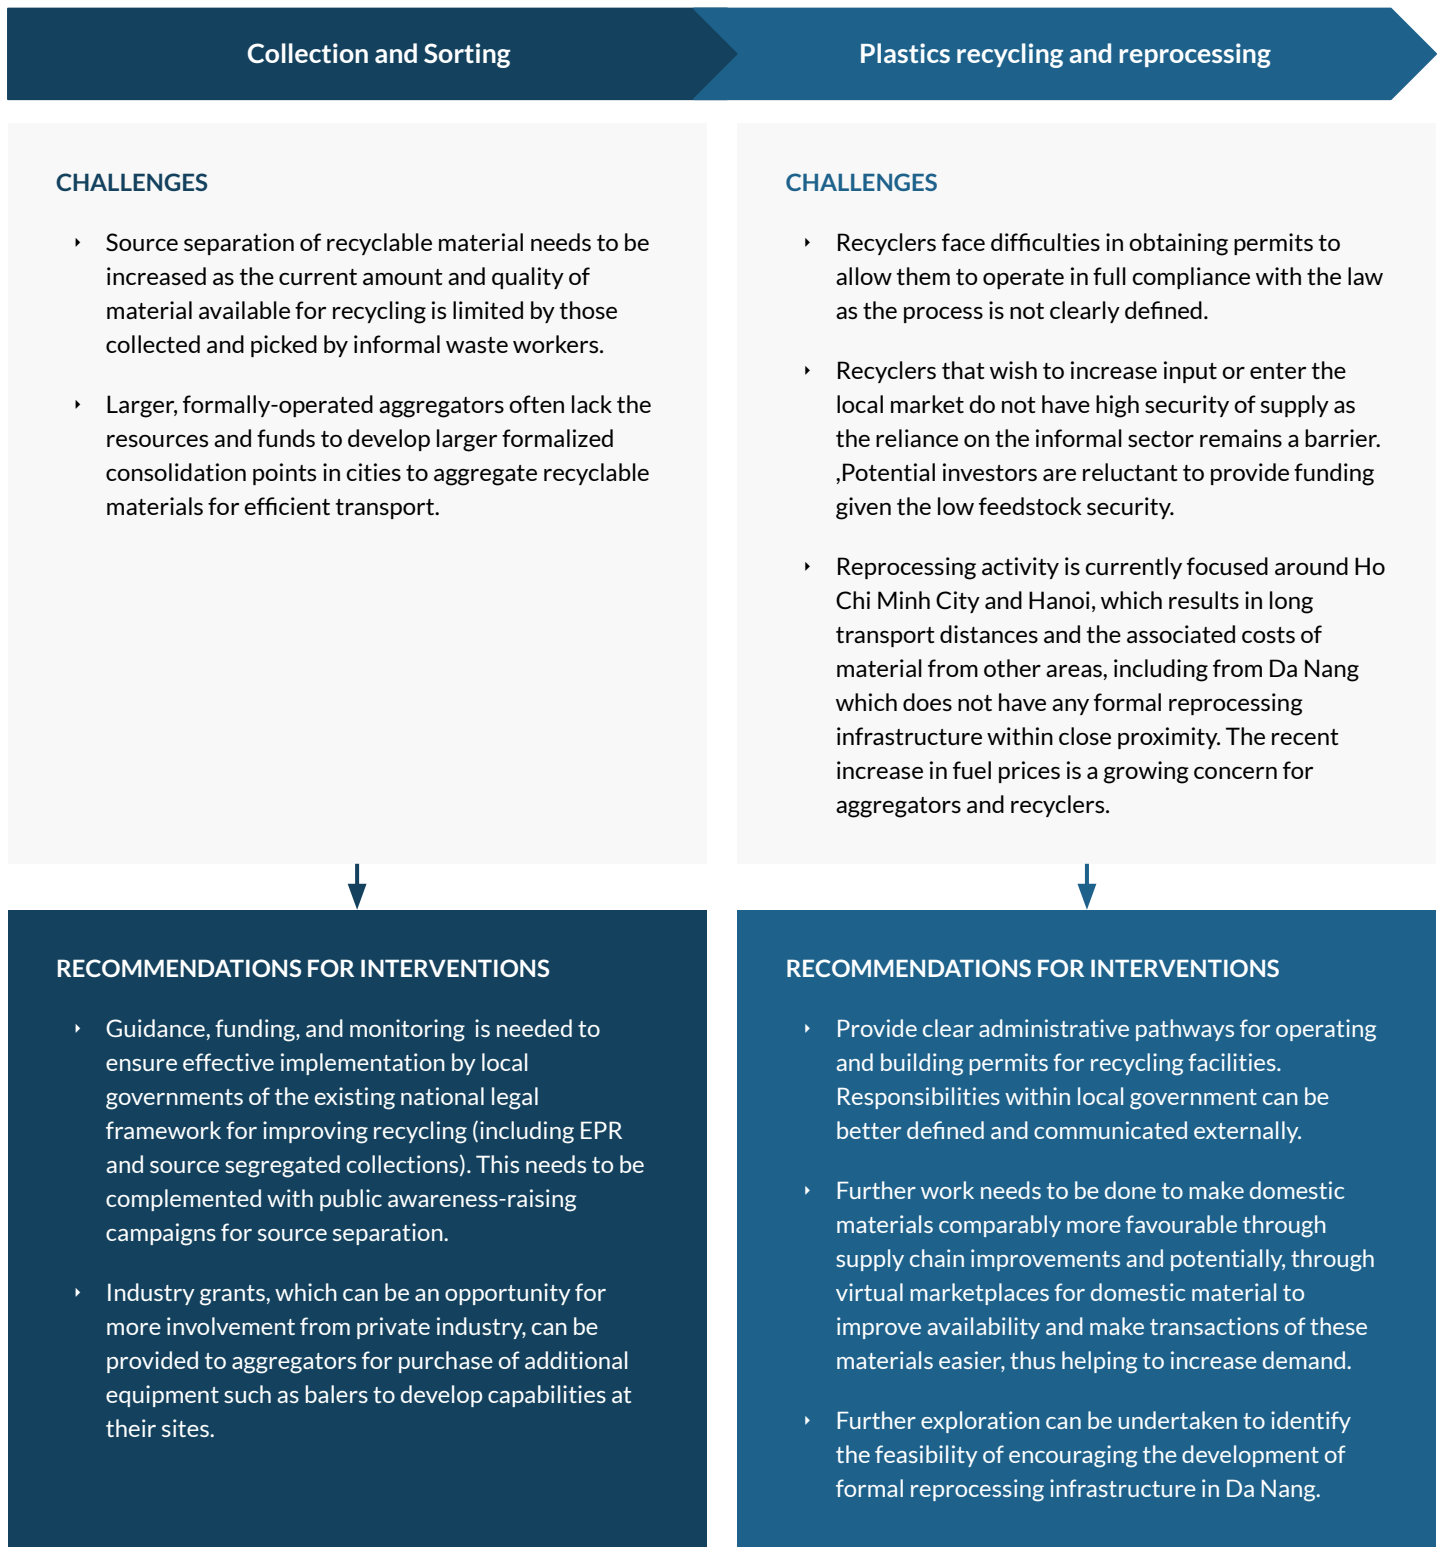 Collection and Sorting
Plastics recycling and reprocessing
CHALLENGES
‣ Source separation of recyclable material needs to be
increased as the current amount and quality of
material available for recycling is limited by those
collected and picked by informal waste workers.
‣ Larger, formally-operated aggregators often lack the
resources and funds to develop larger formalized
consolidation points in cities to aggregate recyclable
materials for efficient transport.
CHALLENGES
‣ Recyclers face difficulties in obtaining permits to
allow them to operate in full compliance with the law
as the process is not clearly defined.
‣ Recyclers that wish to increase input or enter the
local market do not have high security of supply as
the reliance on the informal sector remains a barrier.
,Potential investors are reluctant to provide funding
given the low feedstock security.
‣ Reprocessing activity is currently focused around Ho
Chi Minh City and Hanoi, which results in long
transport distances and the associated costs of
material from other areas, including from Da Nang
which does not have any formal reprocessing
infrastructure within close proximity. The recent
increase in fuel prices is a growing concern for
aggregators and recyclers.
RECOMMENDATIONS FOR INTERVENTIONS
‣ Guidance, funding, and monitoring  is needed to
ensure effective implementation by local
governments of the existing national legal
framework for improving recycling (including EPR
and source segregated collections). This needs to be
complemented with public awareness-raising
campaigns for source separation.
‣ Industry grants, which can be an opportunity for
more involvement from private industry, can be
provided to aggregators for purchase of additional
equipment such as balers to develop capabilities at
their sites.
RECOMMENDATIONS FOR INTERVENTIONS
‣ Provide clear administrative pathways for operating
and building permits for recycling facilities.
Responsibilities within local government can be
better defined and communicated externally.
‣ Further work needs to be done to make domestic
materials comparably more favourable through
supply chain improvements and potentially, through
virtual marketplaces for domestic material to
improve availability and make transactions of these
materials easier, thus helping to increase demand.
‣ Further exploration can be undertaken to identify
the feasibility of encouraging the development of
formal reprocessing infrastructure in Da Nang.